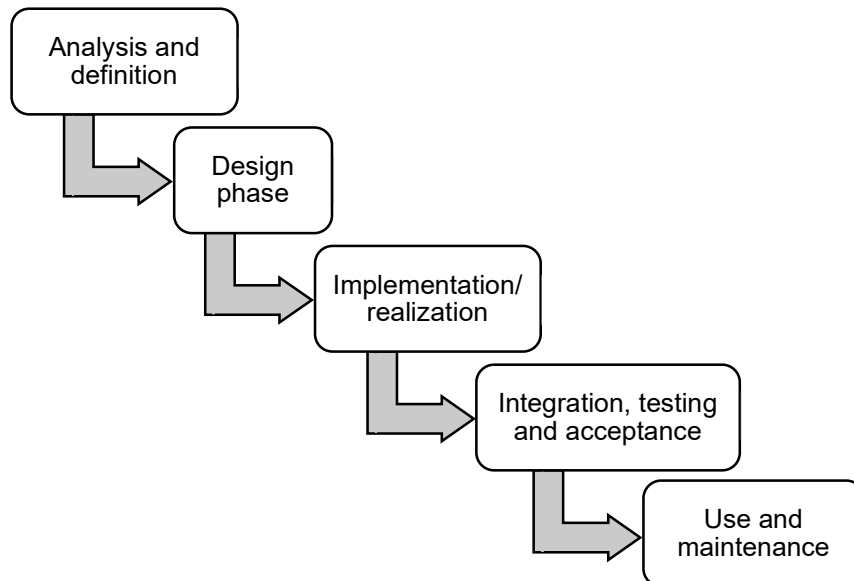 Analysis and
definition
Design
phase
Implementation/
realization
Integration, testing
and acceptance
Use and
maintenance